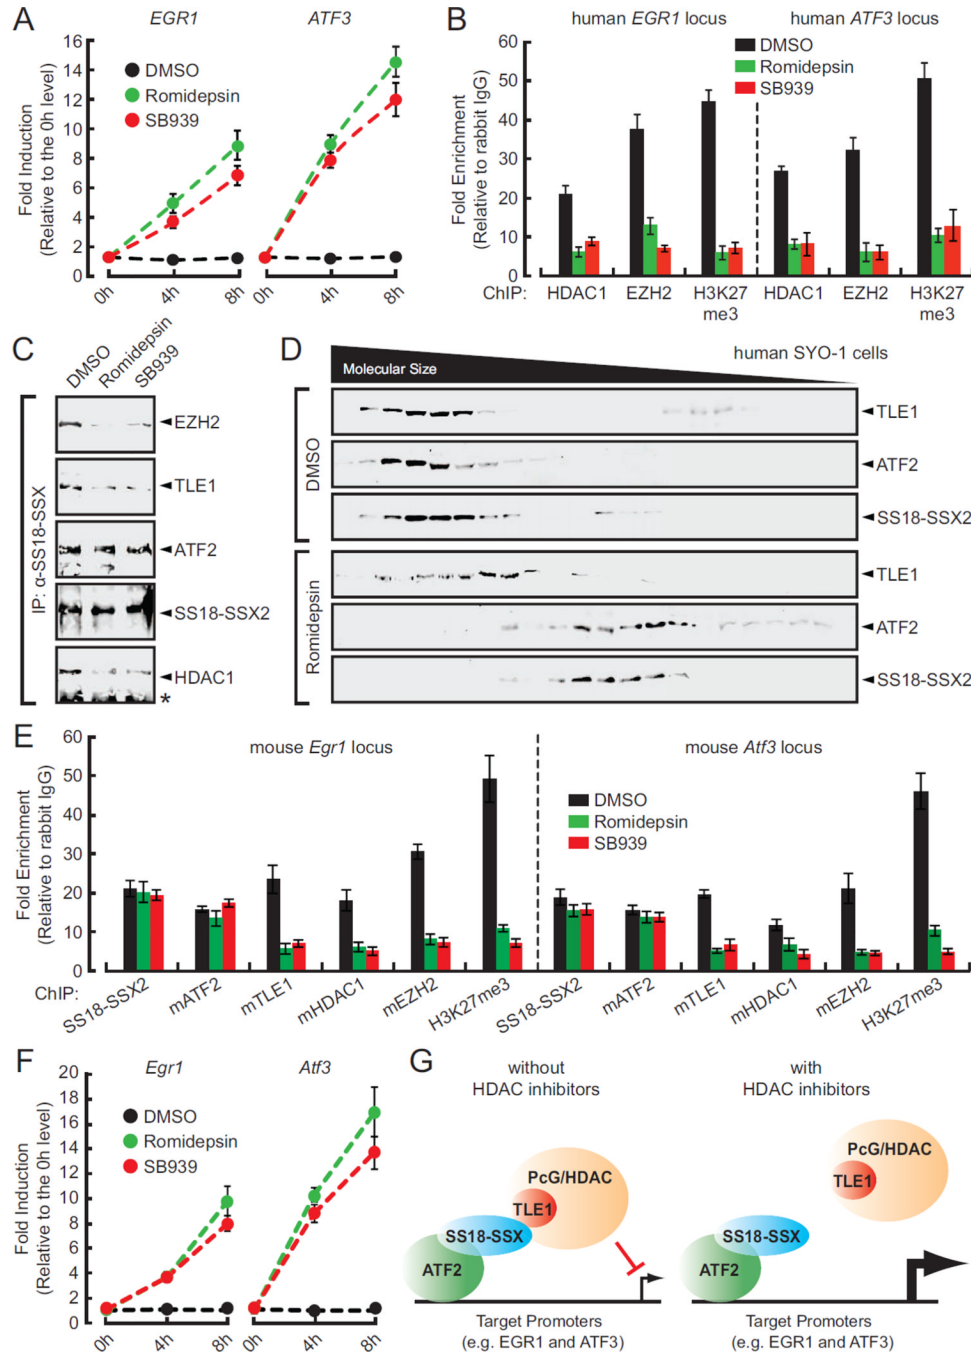 A
EGR1
ATF3
Fold Induction
(Relative to the 0h level)
16
14
12
10
8
6
4
2
0
DMSO
Romidepsin
SB939
0h
4h
8h
0h
4h
8h
B
human EGR1 locus
human ATF3 locus
Fold Enrichment
(Relative to rabbit IgG)
60
50
40
30
20
10
0
DMSO
Romidepsin
SB939
ChIP:
HDAC1
EZH2
H3K27
me3
HDAC1
EZH2
H3K27
me3
C
DMSO
Romidepsin
SB939
IP: α-SS18-SSX
EZH2
TLE1
ATF2
SS18-SSX2
HDAC1
*
D
human SYO-1 cells
Molecular Size
DMSO
TLE1
ATF2
SS18-SSX2
Romidepsin
TLE1
ATF2
SS18-SSX2
E
mouse Egr1 locus
mouse Atf3 locus
Fold Enrichment
(Relative to rabbit IgG)
60
50
40
30
20
10
0
DMSO
Romidepsin
SB939
ChIP:
SS18-SSX2
mATF2
mTLE1
mHDAC1
mEZH2
H3K27me3
SS18-SSX2
mATF2
mTLE1
mHDAC1
mEZH2
H3K27me3
F
Egr1
Atf3
Fold Induction
(Relative to the 0h level)
20
18
16
14
12
10
8
6
4
2
0
DMSO
Romidepsin
SB939
0h
4h
8h
0h
4h
8h
G
without
HDAC inhibitors
PcG/HDAC
TLE1
SS18-SSX
ATF2
Target Promoters
(e.g. EGR1 and ATF3)
with
HDAC inhibitors
PcG/HDAC
TLE1
SS18-SSX
ATF2
Target Promoters
(e.g. EGR1 and ATF3)